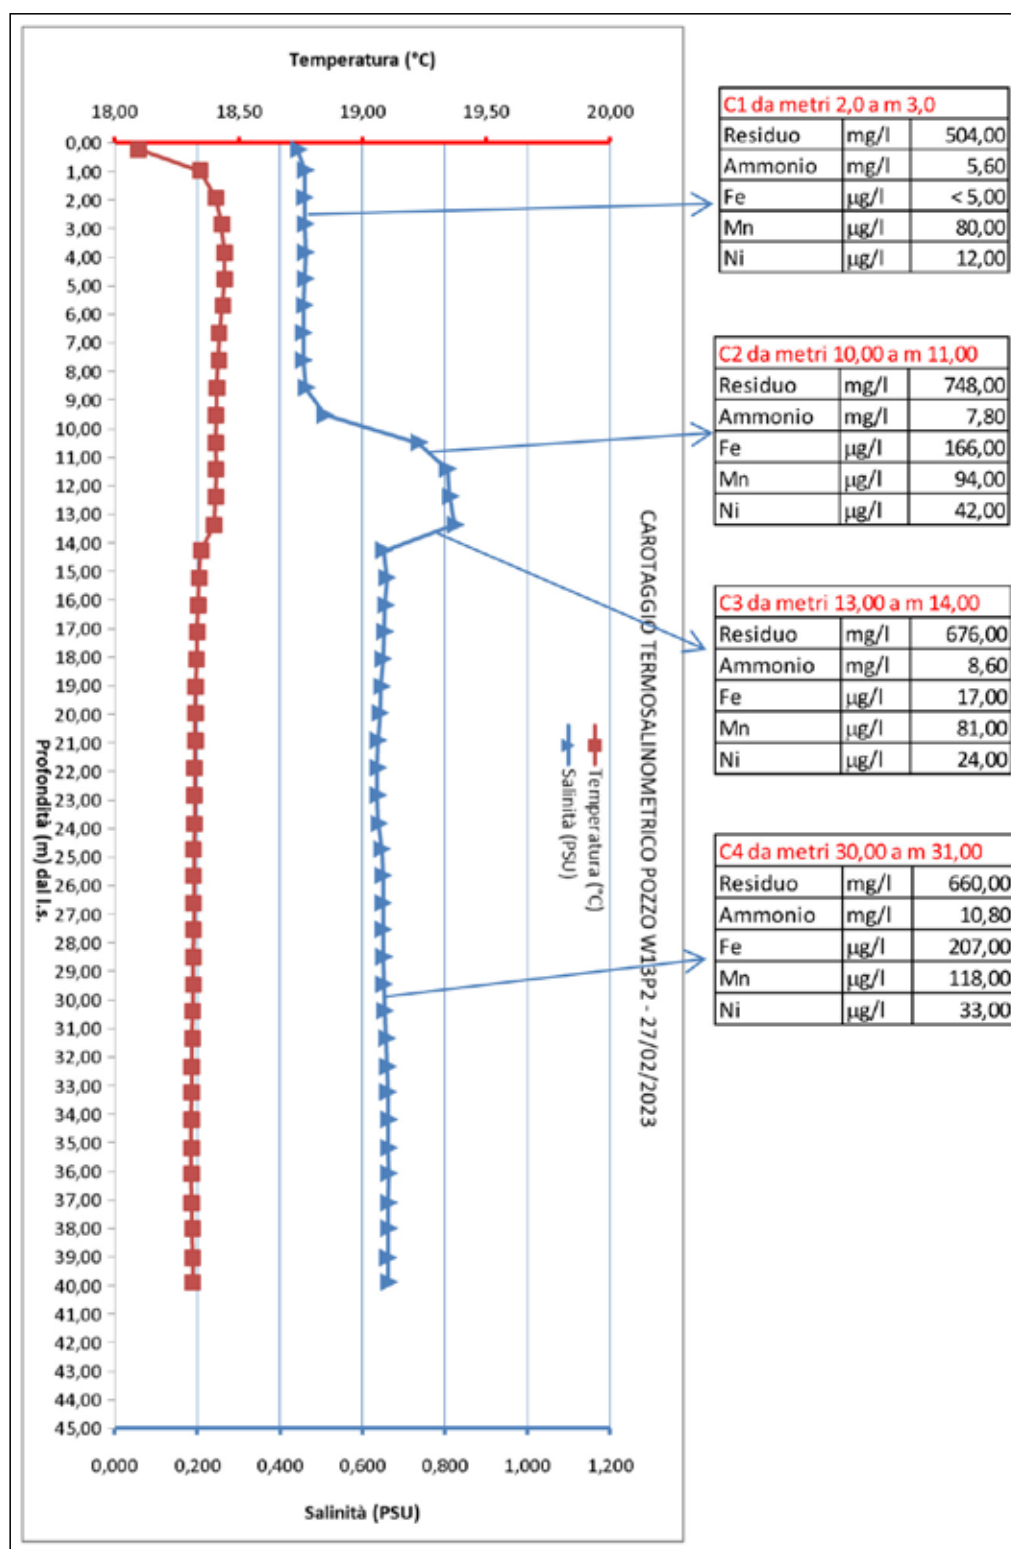 Temperatura (°C)
18,00 18,50 19,00 19,50 20,00
0,00
1,00
2,00
3,00
4,00
5,00
6,00
7,00
8,00
9,00
10,00
11,00
12,00
13,00
14,00
15,00
16,00
17,00
18,00
19,00
20,00
21,00
22,00
23,00
24,00
25,00
26,00
27,00
28,00
29,00
30,00
31,00
32,00
33,00
34,00
35,00
36,00
37,00
38,00
39,00
40,00
41,00
42,00
43,00
44,00
45,00
Profondità (m) dal l.s.
0,000 0,200 0,400 0,600 0,800 1,000 1,200
Salinità (PSU)
Temperatura (°C)
Salinità (PSU)
CAROTAGGIO TERMOSALINOMETRICO POZZO W13P2 - 27/02/2023
C1 da metri 2,0 a m 3,0
Residuo mg/l 504,00
Ammonio mg/l 5,60
Fe µg/l < 5,00
Mn µg/l 80,00
Ni µg/l 12,00
C2 da metri 10,00 a m 11,00
Residuo mg/l 748,00
Ammonio mg/l 7,80
Fe µg/l 166,00
Mn µg/l 94,00
Ni µg/l 42,00
C3 da metri 13,00 a m 14,00
Residuo mg/l 676,00
Ammonio mg/l 8,60
Fe µg/l 17,00
Mn µg/l 81,00
Ni µg/l 24,00
C4 da metri 30,00 a m 31,00
Residuo mg/l 660,00
Ammonio mg/l 10,80
Fe µg/l 207,00
Mn µg/l 118,00
Ni µg/l 33,00